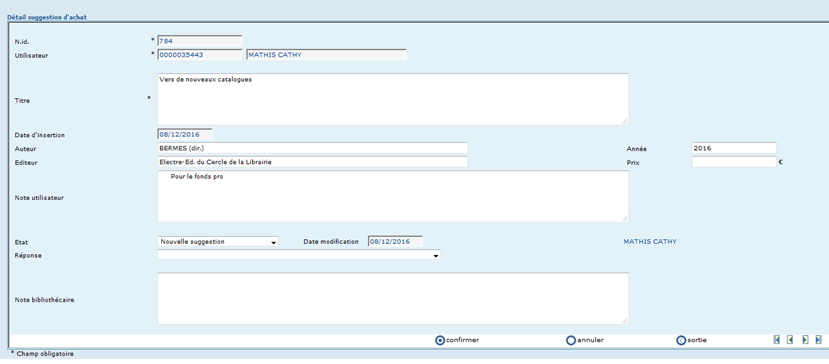 Détail suggestion d'achat
N.id. * 784
Utilisateur * 0000035443 MATHIS CATHY
Titre * Vers de nouveaux catalogues
Date d'insertion 08/12/2016
Auteur BERMES (dir.) Année 2016
Editeur Electre-Ed. du Cercle de la Librairie Prix €
Note utilisateur Pour le fonds pro
Etat Nouvelle suggestion Date modification 08/12/2016 MATHIS CATHY
Réponse
Note bibliothécaire
confirmer annuler sortie
* Champ obligatoire